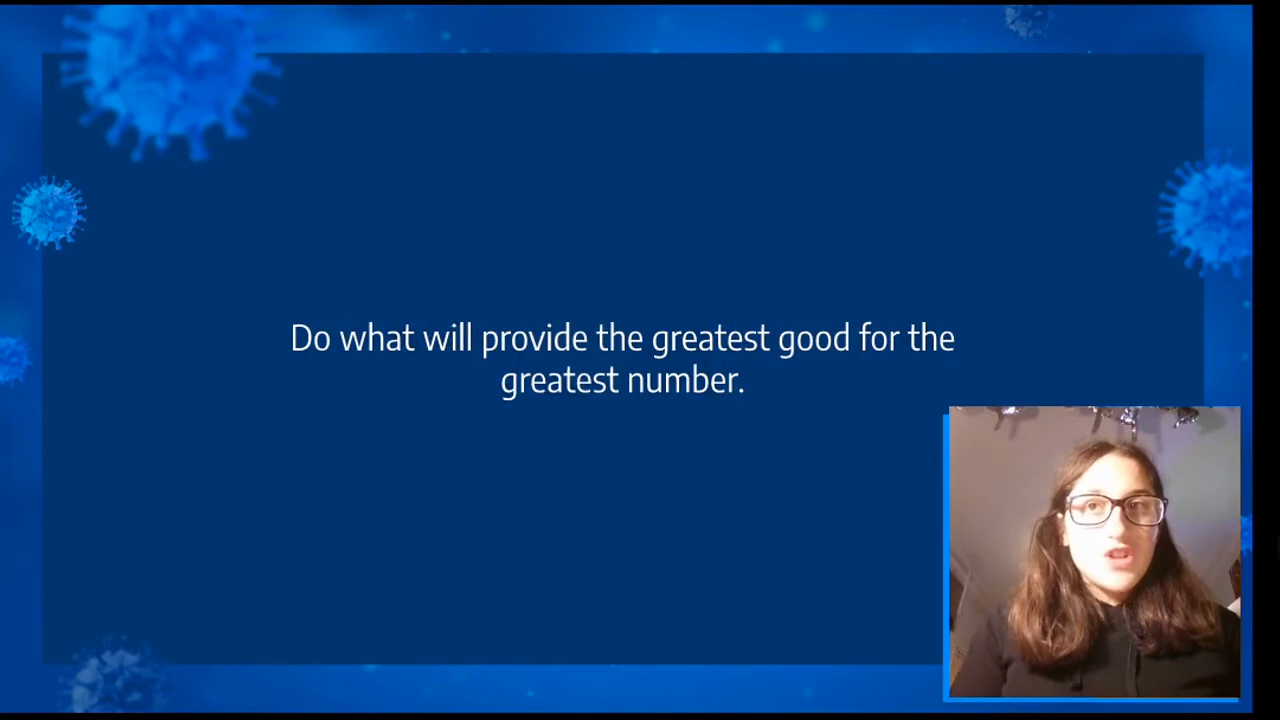 Do what will provide the greatest good for the
greatest number.